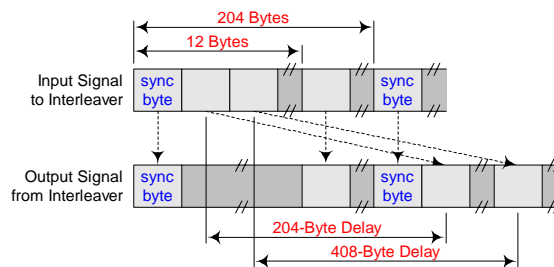 204 Bytes
12 Bytes
Input Signal
to Interleaver
sync
byte
sync
byte
Output Signal
from Interleaver
sync
byte
sync
byte
204-Byte Delay
408-Byte Delay